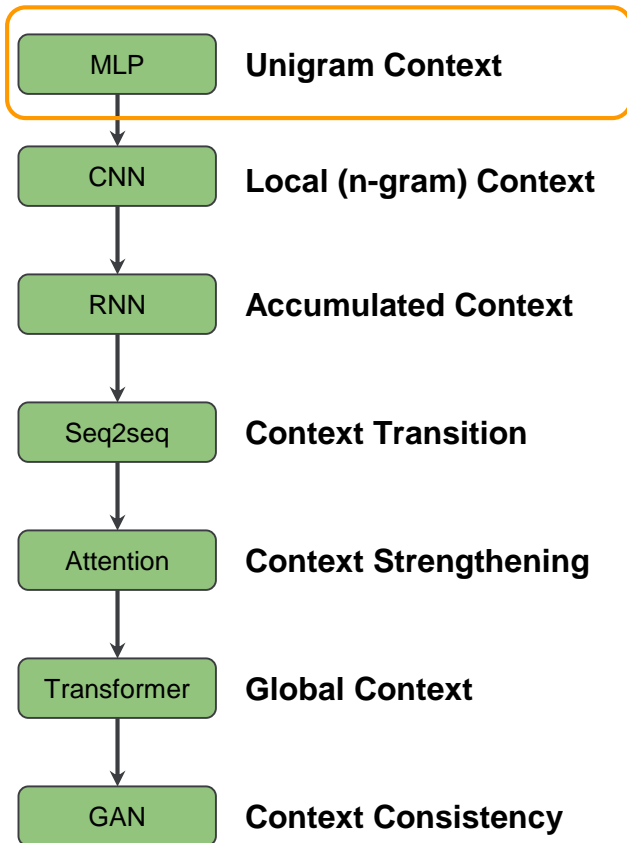 MLP Unigram Context
CNN Local (n-gram) Context
RNN Accumulated Context
Seq2seq Context Transition
Attention Context Strengthening
Transformer Global Context
GAN Context Consistency